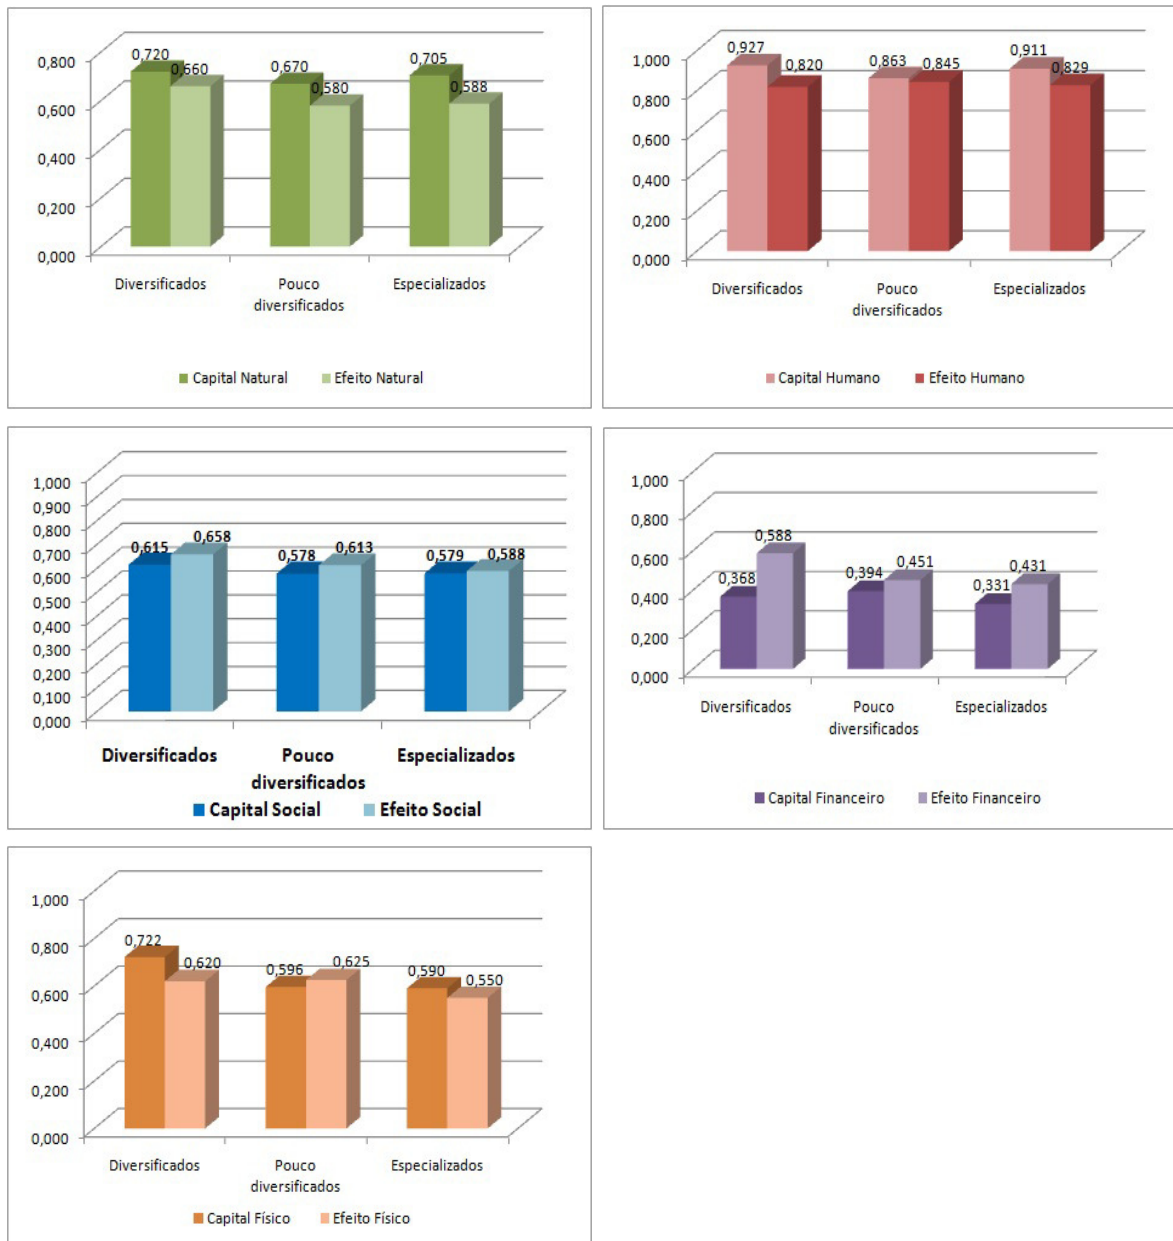 0,800
0,600
0,400
0,200
0,000
0,720
0,660
0,670
0,580
0,705
0,588
Diversificados
Pouco
diversificados
Especializados
Capital Natural
Efeito Natural
1,000
0,800
0,600
0,400
0,200
0,000
0,927
0,820
0,863
0,845
0,911
0,829
Diversificados
Pouco
diversificados
Especializados
Capital Humano
Efeito Humano
1,000
0,900
0,800
0,700
0,600
0,500
0,400
0,300
0,200
0,100
0,000
0,615
0,658
0,578
0,613
0,579
0,588
Diversificados
Pouco
diversificados
Especializados
Capital Social
Efeito Social
1,000
0,800
0,600
0,400
0,200
0,000
0,368
0,588
0,394
0,451
0,331
0,431
Diversificados
Pouco
diversificados
Especializados
Capital Financeiro
Efeito Financeiro
1,000
0,800
0,600
0,400
0,200
0,000
0,722
0,620
0,596
0,625
0,590
0,550
Diversificados
Pouco
diversificados
Especializados
Capital Físico
Efeito Físico